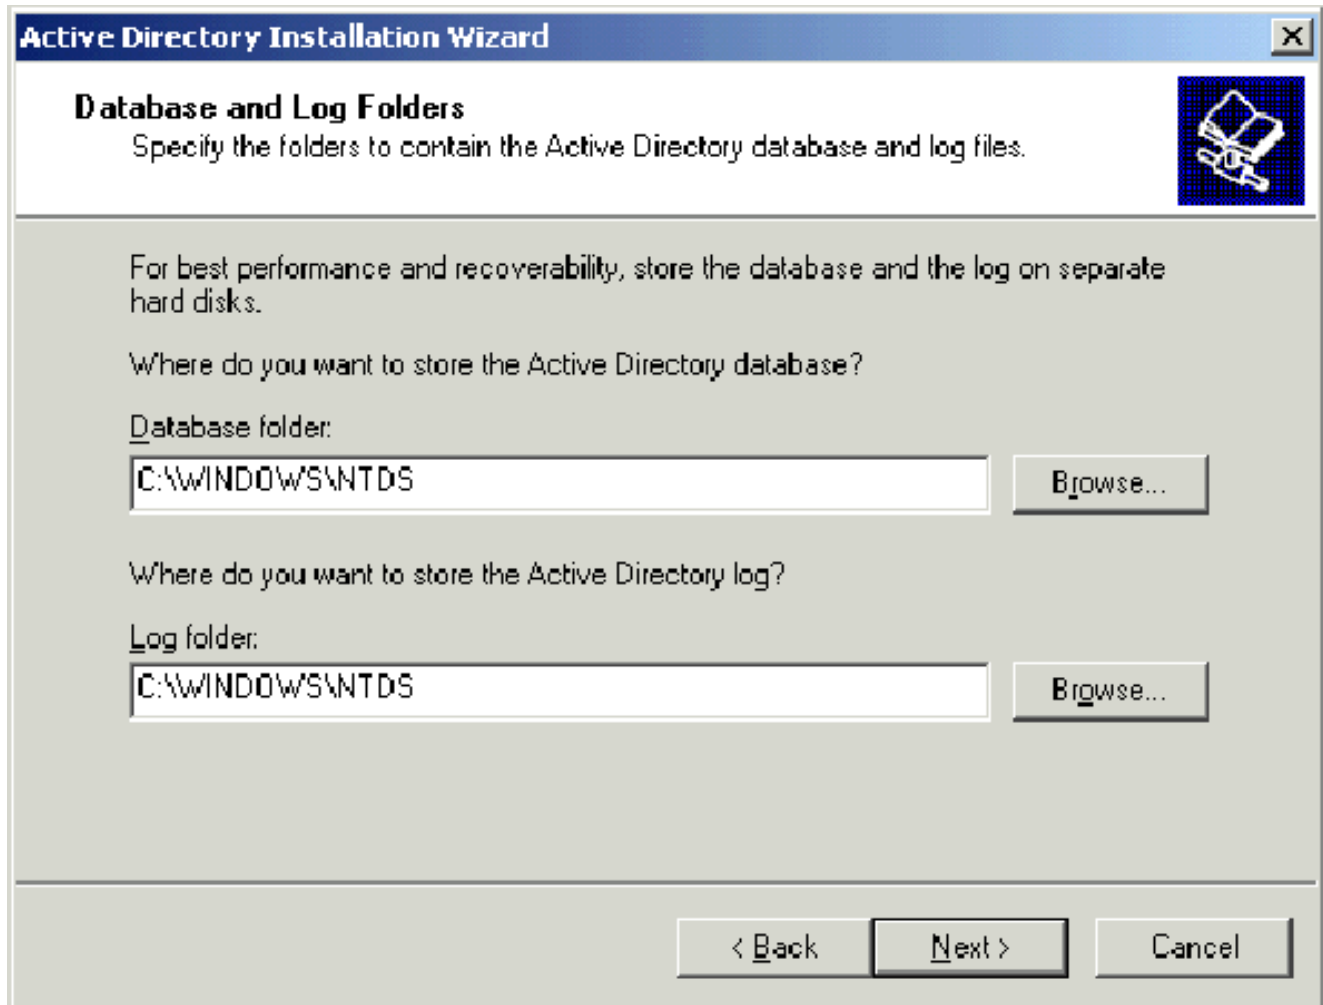 Active Directory Installation Wizard
Database and Log Folders
Specify the folders to contain the Active Directory database and log files.
For best performance and recoverability, store the database and the log on separate
hard disks.
Where do you want to store the Active Directory database?
Database folder:
C:\WINDOWS\NTDS
Browse...
Where do you want to store the Active Directory log?
Log folder:
C:\WINDOWS\NTDS
Browse...
< Back
Next >
Cancel